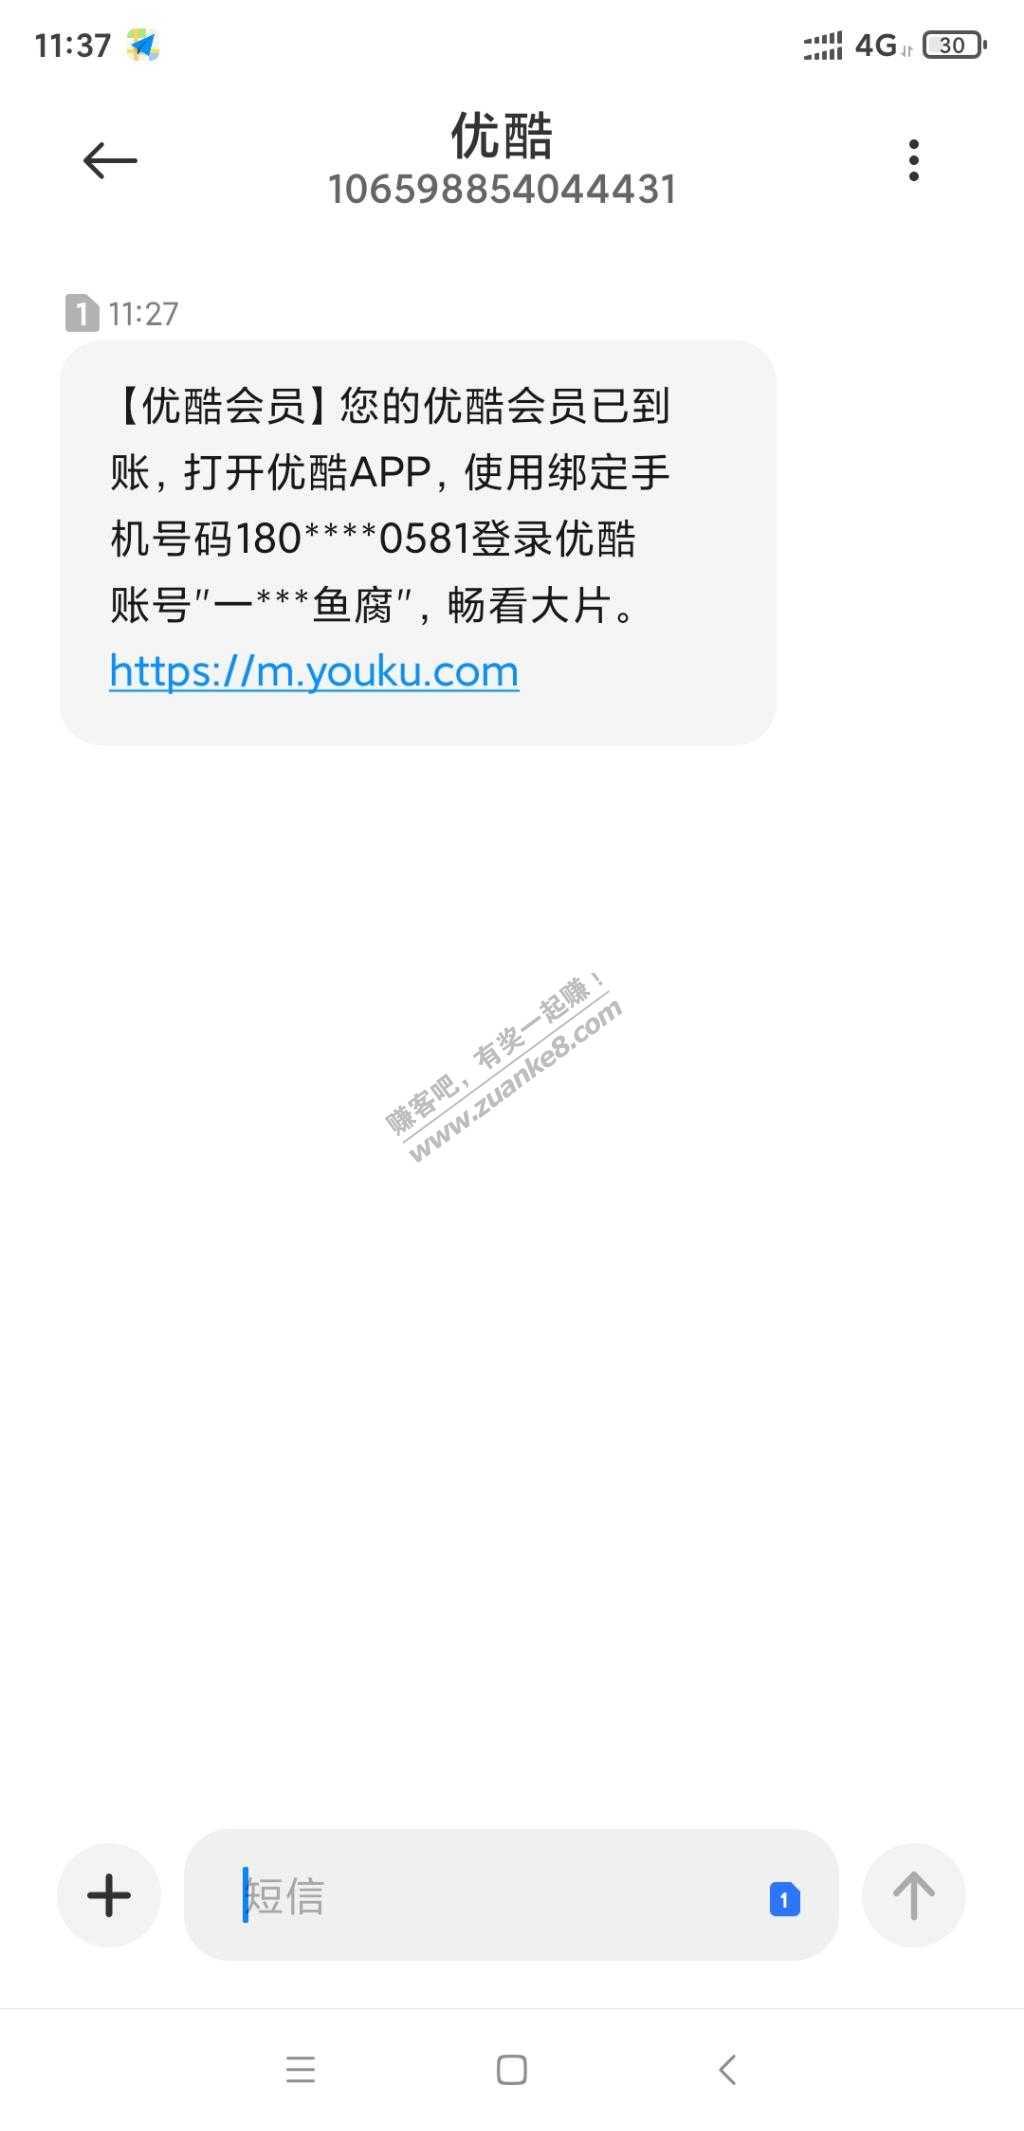 11:37
4G
30
优酷
106598854044431
1 11:27
【优酷会员】您的优酷会员已到
账，打开优酷APP，使用绑定手
机号码180****0581登录优酷
账号"一***鱼腐"，畅看大片。
https://m.youku.com
赚客吧，有奖一起赚！
www.zuanke8.com
短信
1